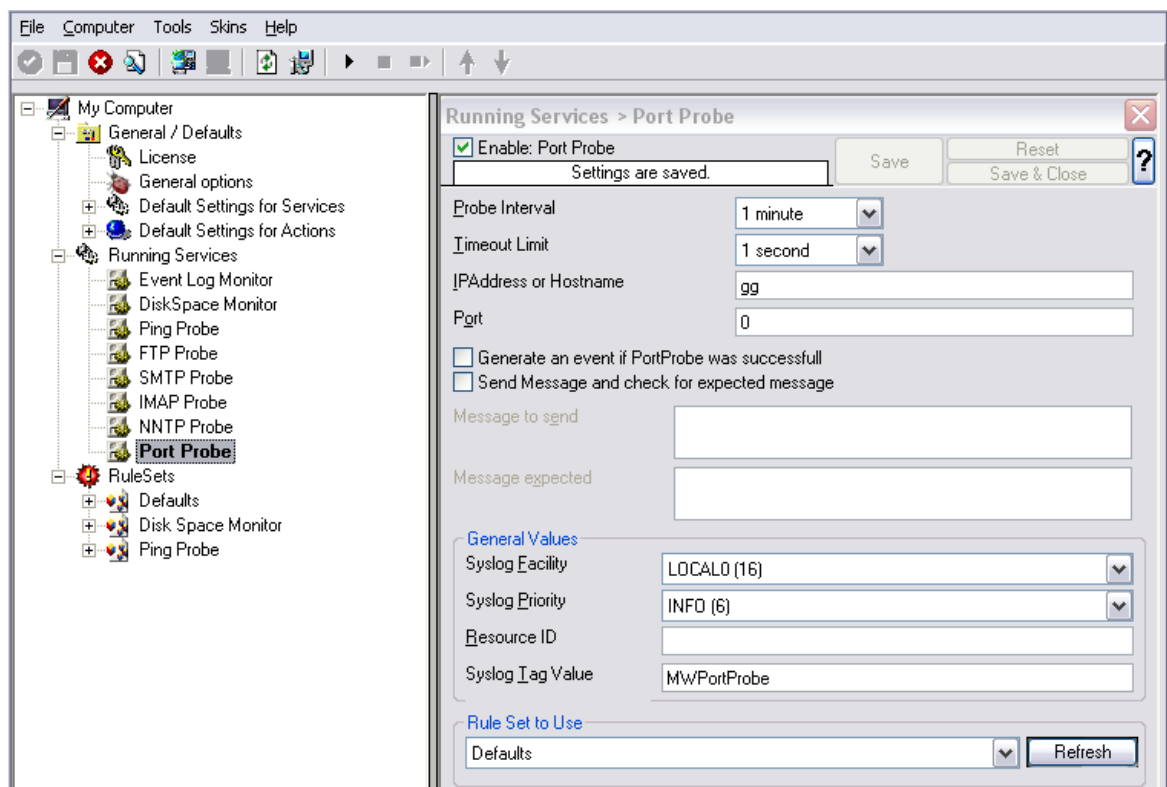 File Computer Tools Skins Help
My Computer
General / Defaults
License
General options
Default Settings for Services
Default Settings for Actions
Running Services
Event Log Monitor
DiskSpace Monitor
Ping Probe
FTP Probe
SMTP Probe
IMAP Probe
NNTP Probe
Port Probe
RuleSets
Defaults
Disk Space Monitor
Ping Probe
Running Services > Port Probe
Enable: Port Probe
Settings are saved.
Save
Reset
Save & Close
?
Probe Interval
1 minute
Timeout Limit
1 second
IPAddress or Hostname
gg
Port
0
Generate an event if PortProbe was successfull
Send Message and check for expected message
Message to send
Message expected
General Values
Syslog Facility
LOCAL0 (16)
Syslog Priority
INFO (6)
Resource ID
Syslog Tag Value
MWPortProbe
Rule Set to Use
Defaults
Refresh